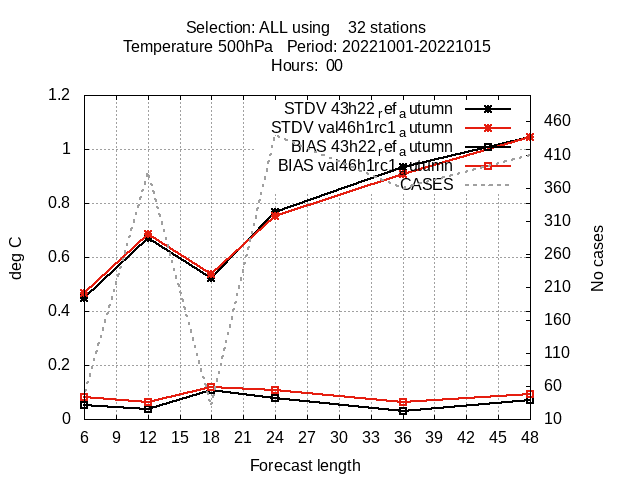 Selection: ALL using 32 stations
Temperature 500hPa Period: 20221001-20221015
Hours: 00
STDV 43h22_ref_autumn
STDV val46h1rc1_autumn
BIAS 43h22_ref_autumn
BIAS val46h1rc1_autumn
CASES
deg C
1.2
1
0.8
0.6
0.4
0.2
0
No cases
460
410
360
310
260
210
160
110
60
10
6 9 12 15 18 21 24 27 30 33 36 39 42 45 48
Forecast length